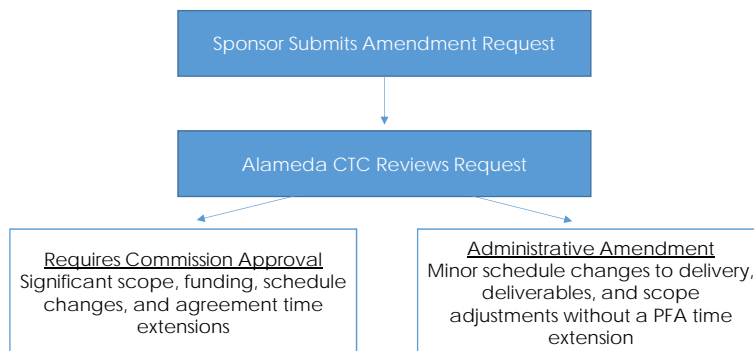 Sponsor Submits Amendment Request
Alameda CTC Reviews Request
Requires Commission Approval
Significant scope, funding, schedule
changes, and agreement time
extensions
Administrative Amendment
Minor schedule changes to delivery,
deliverables, and scope
adjustments without a PFA time
extension